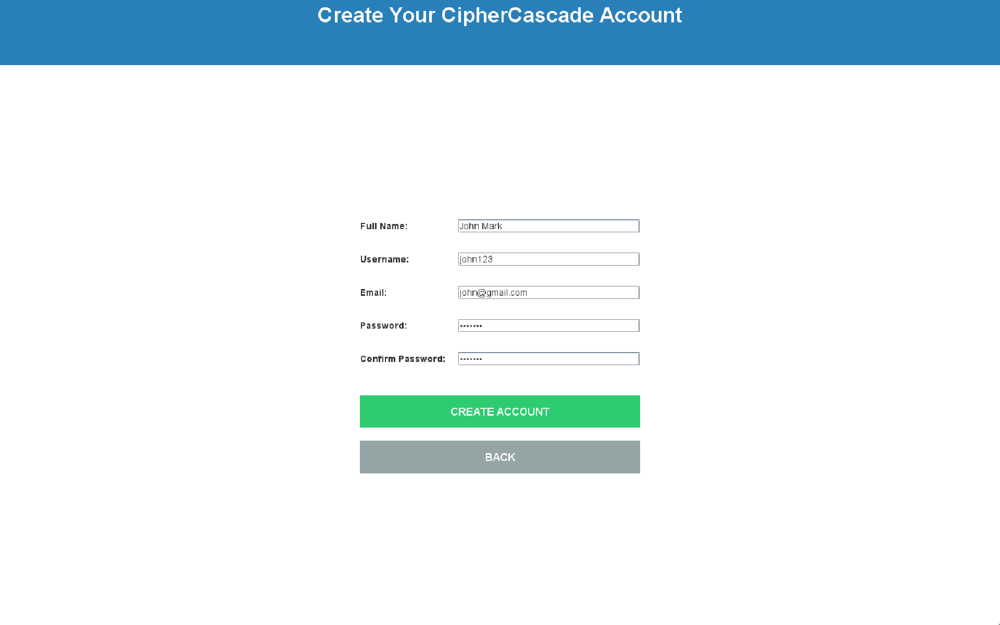 Create Your CipherCascade Account
Full Name: John Mark
Username: john123
Email: john@gmail.com
Password: •••••••
Confirm Password: •••••••
CREATE ACCOUNT
BACK